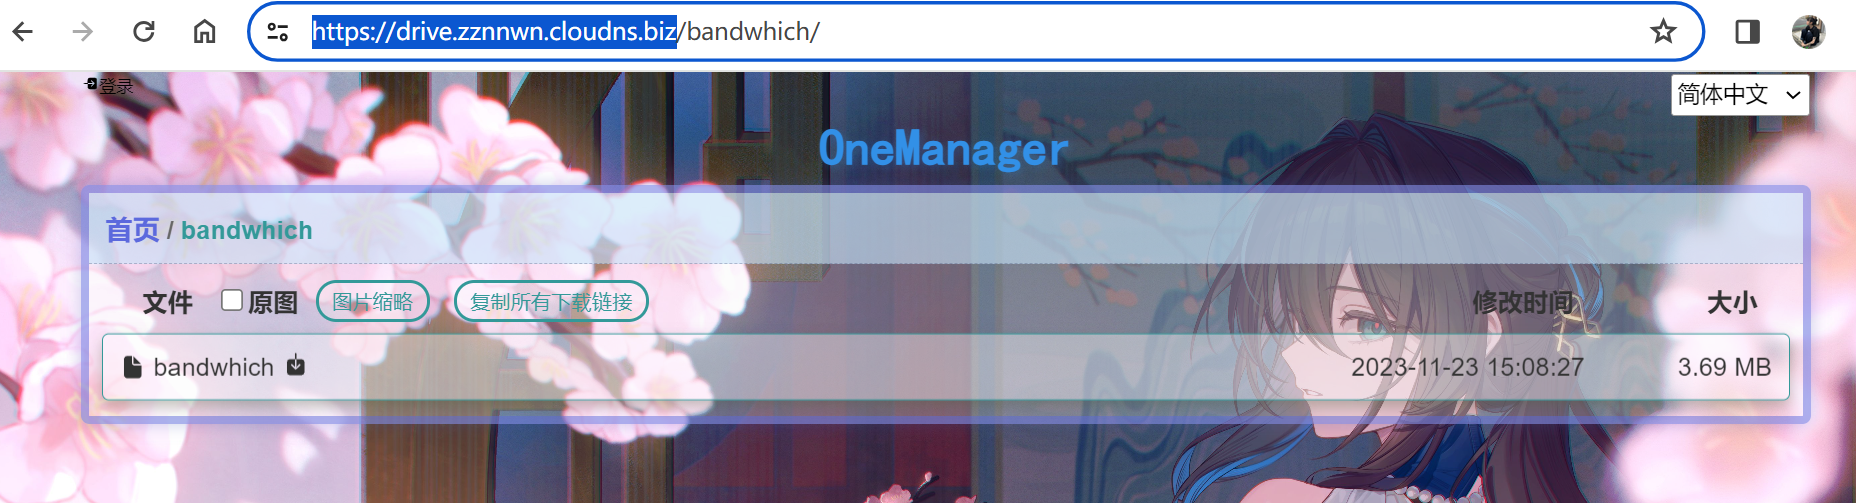 https://drive.zznnwn.cloudns.biz/bandwhich/
登录
简体中文
OneManager
首页 / bandwhich
文件 原图 图片缩略 复制所有下载链接 修改时间 大小
bandwhich 2023-11-23 15:08:27 3.69 MB